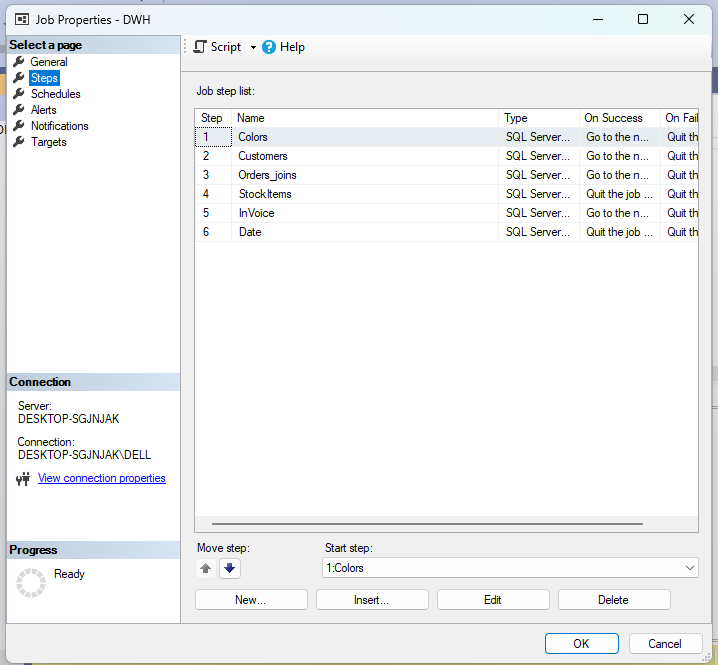 Job Properties - DWH
Select a page
General
Steps
Schedules
Alerts
Notifications
Targets
Script
Help
Job step list:
Step Name Type On Success On Fail
1 Colors SQL Server... Go to the n... Quit th
2 Customers SQL Server... Go to the n... Quit th
3 Orders_joins SQL Server... Go to the n... Quit th
4 StockItems SQL Server... Quit the job ... Quit th
5 InVoice SQL Server... Go to the n... Quit th
6 Date SQL Server... Quit the job ... Quit th
Connection
Server:
DESKTOP-SGJNJAK
Connection:
DESKTOP-SGJNJAK\DELL
View connection properties
Progress
Ready
Move step:
Start step:
1:Colors
New...
Insert...
Edit
Delete
OK
Cancel